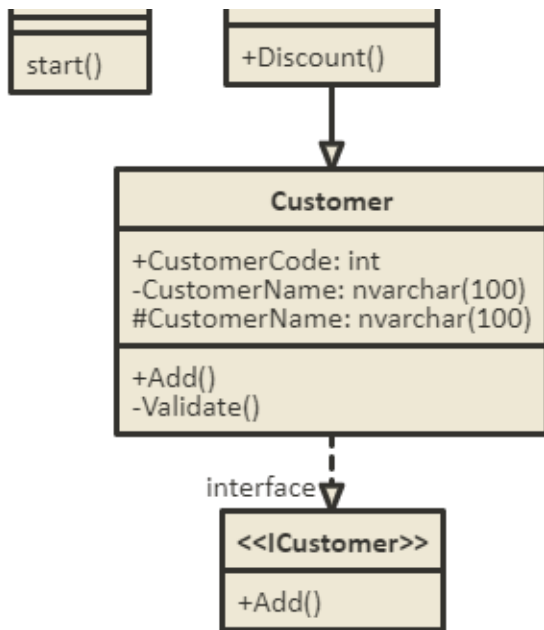 start()
+Discount()
Customer
+CustomerCode: int
-CustomerName: nvarchar(100)
#CustomerName: nvarchar(100)
+Add()
-Validate()
interface
<<ICustomer>>
+Add()